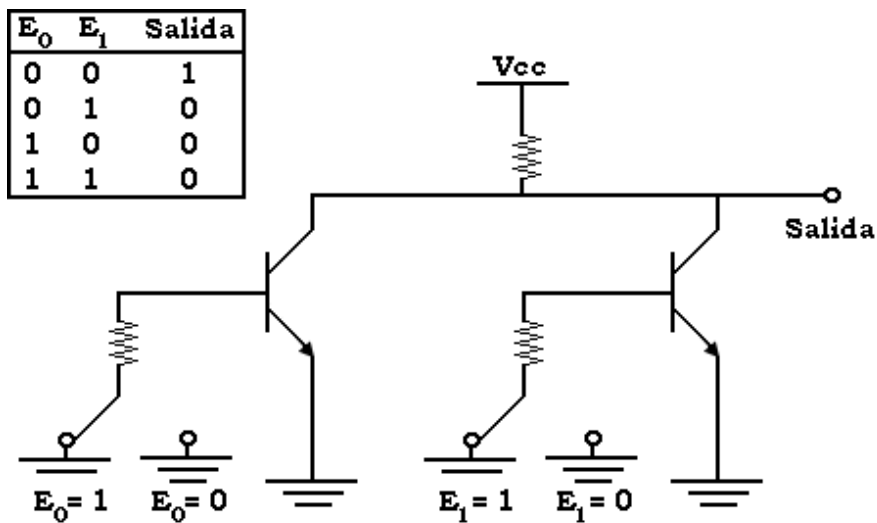 E0 E1 Salida
0 0 1
0 1 0
1 0 0
1 1 0
Vcc
Salida
E0= 1 E0= 0 E1= 1 E1= 0